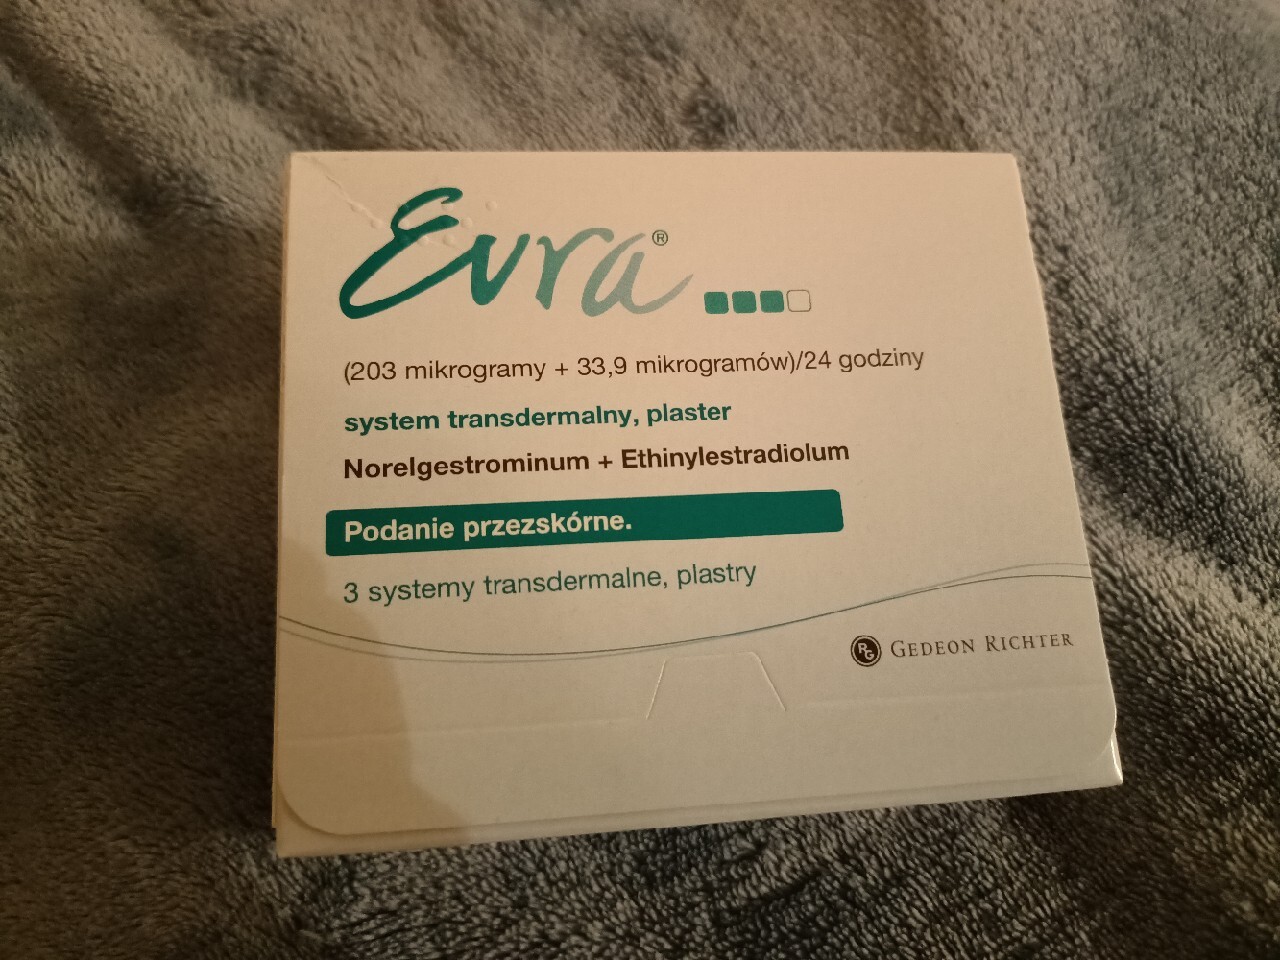 Evra®
(203 mikrogramy + 33,9 mikrogramów)/24 godziny
system transdermalny, plaster
Norelgestrominum + Ethinylestradiolum
Podanie przezskórne.
3 systemy transdermalne, plastry
RG GEDEON RICHTER